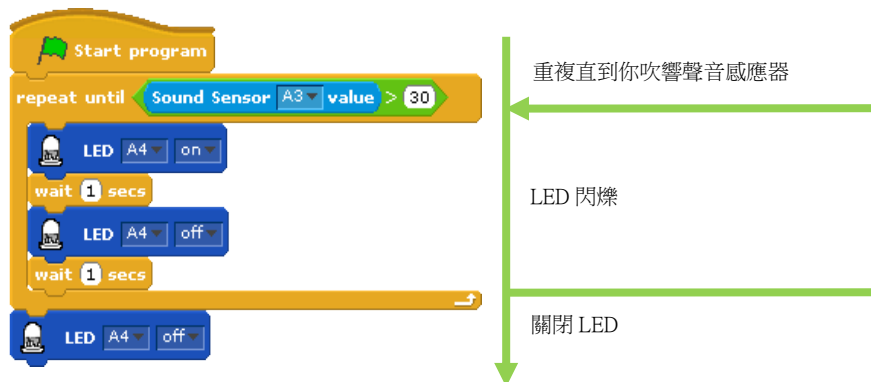 Start program
重複直到你吹響聲音感應器
repeat until Sound Sensor A3 value > 30
LED A4 on
wait 1 secs
LED 閃爍
LED A4 off
wait 1 secs
關閉 LED
LED A4 off